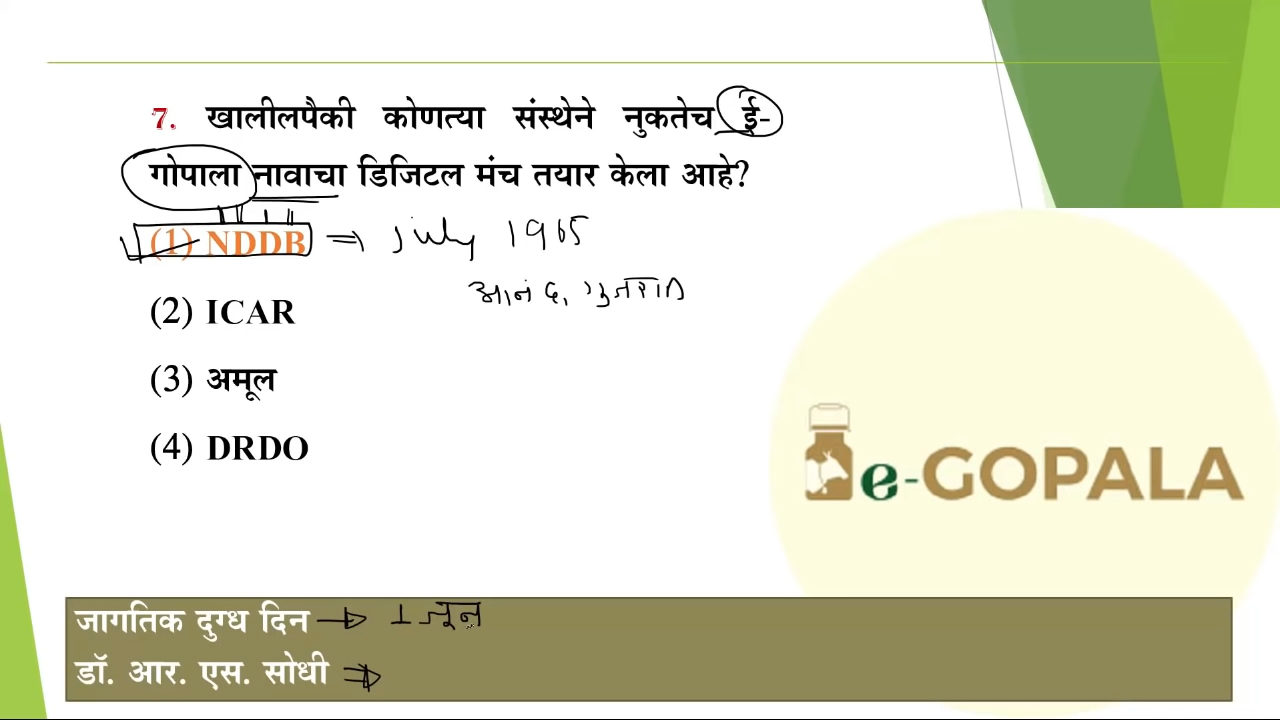 7. खालीलपैकी कोणत्या संस्थेने नुकतेच ई-
गोपाला नावाचा डिजिटल मंच तयार केला आहे?
(1) NDDB ⇒ July 1965
आनंद, गुजरात
(2) ICAR
(3) अमूल
(4) DRDO
e-GOPALA
जागतिक दुग्ध दिन → 1 जून
डॉ. आर. एस. सोधी ⇒